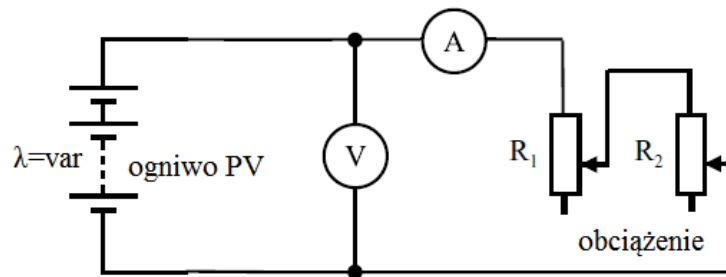 A
λ=var
ogniwo PV
V
R₁
R₂
obciążenie